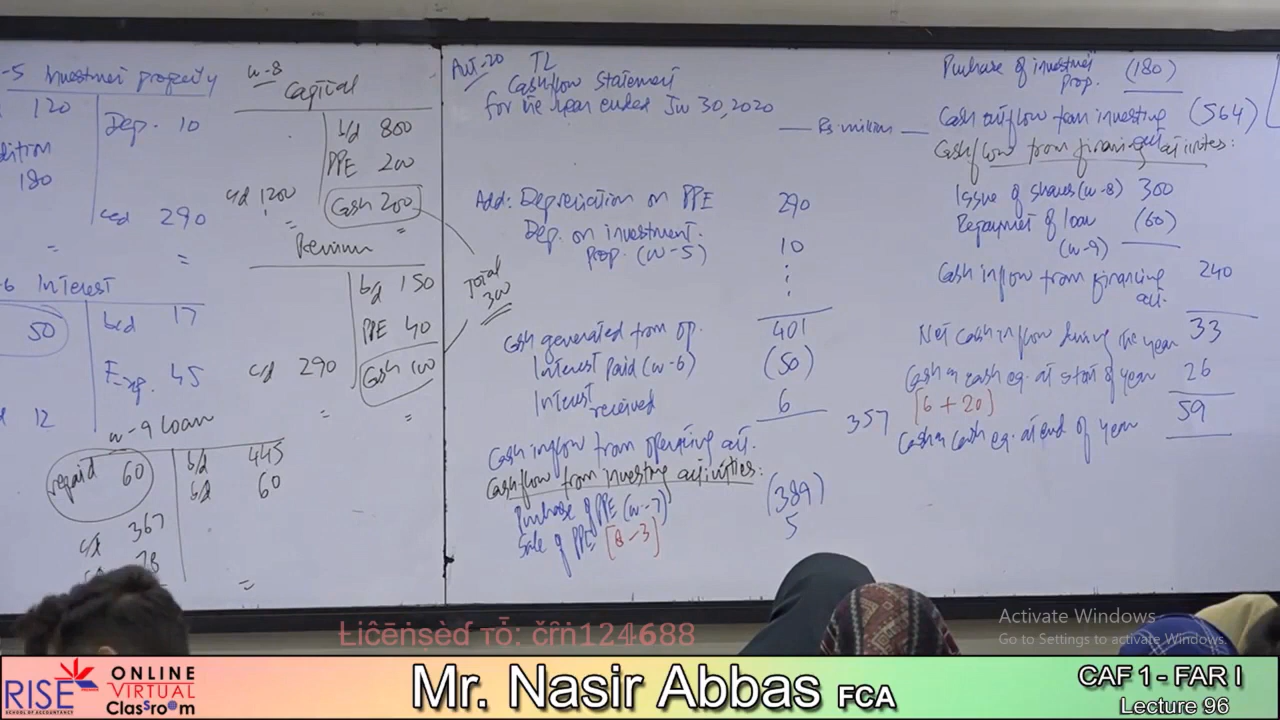 -5 Investment property
120
Dep. 10
dition
180
c/d 290
=
=
-6 Interest
50
b/d 17
Exp. 45
12
w-8
Capital
b/d 800
PPE 200
c/d 1200
Cash 200
=
=
Premium
b/d 150
PPE 40
c/d 290
Cash 100
=
=
Total
300
w-9 Loan
repaid 60
b/d 445
b/d 60
c/d 367
78
=
Aut-20 TL
Cashflow statement
for the year ended Jun 30, 2020
Rs million
Add: Depreciation on PPE 290
Dep. on investment
prop. (w-5) 10
Cash generated from op. 401
Interest paid (w-6) (50)
Interest
received 6
Cash inflow from operating act. 357
Cashflow from investing activities:
Purchase of PPE (w-7) (389)
Sale of PPE [8-3] 5
Purchase of investment
prop. (180)
Cash outflow from investing (564)
act
Cashflow from financing activities:
Issue of shares (w-8) 300
Repayment of loan (60)
(w-9)
Cash inflow from financing 240
act.
Net cash inflow during the year 33
Cash & cash eq. at start of year 26
[6 + 20]
Cash & cash eq. at end of year 59
Activate Windows
Go to Settings to activate Windows.
Licensed To: crn124688
RISE
SCHOOL OF ACCOUNTANCY
ONLINE
VIRTUAL
Classroom
Mr. Nasir Abbas FCA
CAF 1 - FAR I
Lecture 96